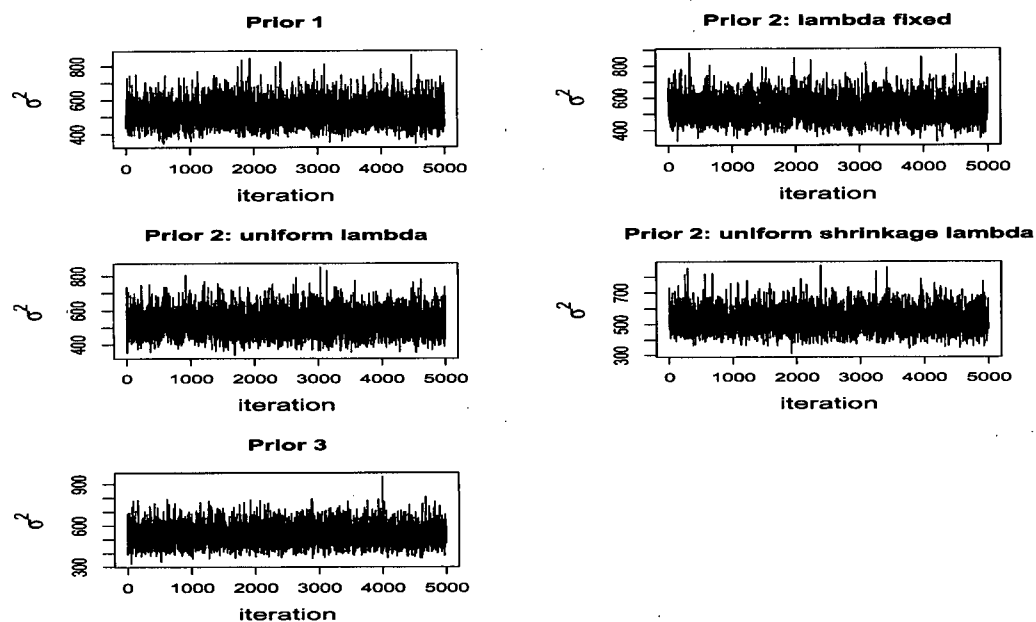 Prior 1
σ²
400 600 800
0 1000 2000 3000 4000 5000
iteration
Prior 2: lambda fixed
σ²
400 600 800
0 1000 2000 3000 4000 5000
iteration
Prior 2: uniform lambda
σ²
400 600 800
0 1000 2000 3000 4000 5000
iteration
Prior 2: uniform shrinkage lambda
σ²
300 500 700
0 1000 2000 3000 4000 5000
iteration
Prior 3
σ²
300 600 900
0 1000 2000 3000 4000 5000
iteration